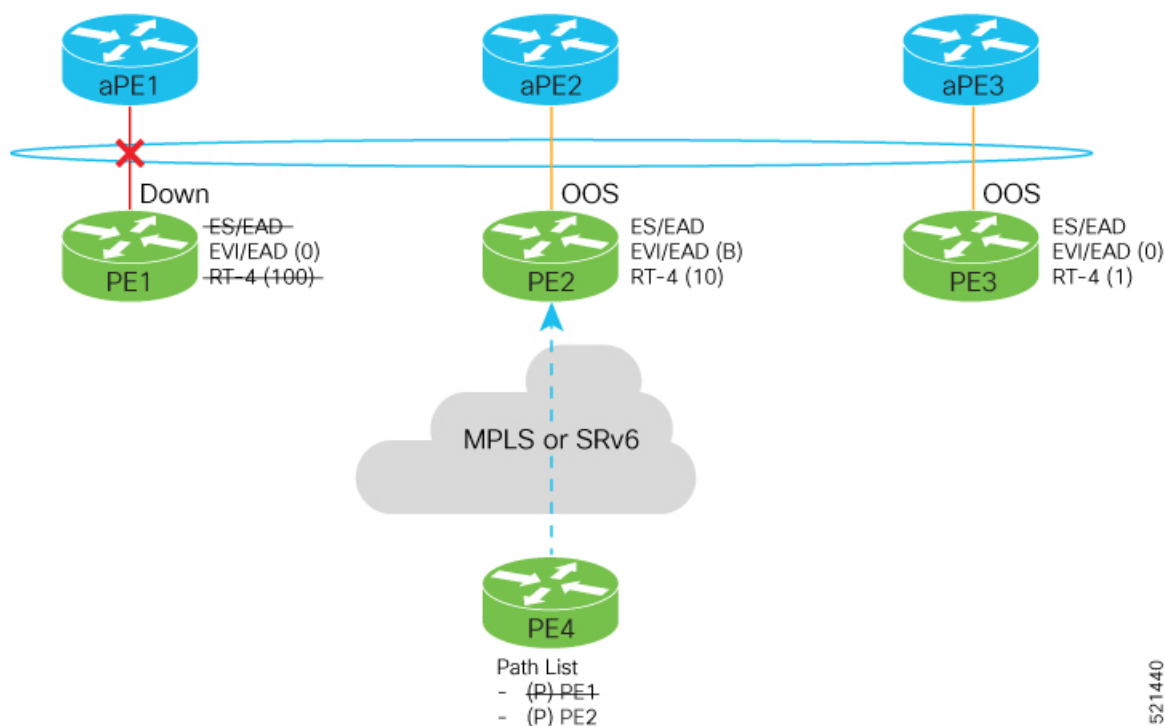 aPE1
aPE2
aPE3
Down
OOS
OOS
PE1
ES/EAD
EVI/EAD (0)
RT-4 (100)
PE2
ES/EAD
EVI/EAD (B)
RT-4 (10)
PE3
ES/EAD
EVI/EAD (0)
RT-4 (1)
MPLS or SRv6
PE4
Path List
- (P) PE1
- (P) PE2
521440